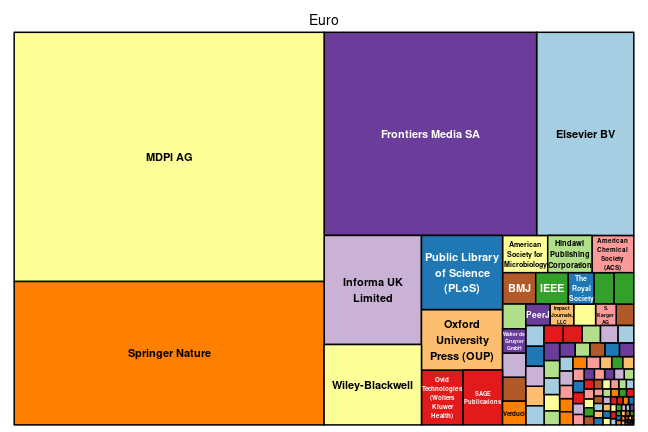 Euro
MDPI AG
Frontiers Media SA
Elsevier BV
Springer Nature
Informa UK
Limited
Wiley-Blackwell
Public Library
of Science
(PLoS)
Oxford
University
Press (OUP)
Ovid
Technologies
(Wolters
Kluwer
Health)
SAGE
Publications
American
Society for
Microbiology
Hindawi
Publishing
Corporation
American
Chemical
Society
(ACS)
BMJ
IEEE
The
Royal
Society
PeerJ
Impact
Journals,
LLC
S.
Karger
AG
Walter de
Gruyter
GmbH
Verduci